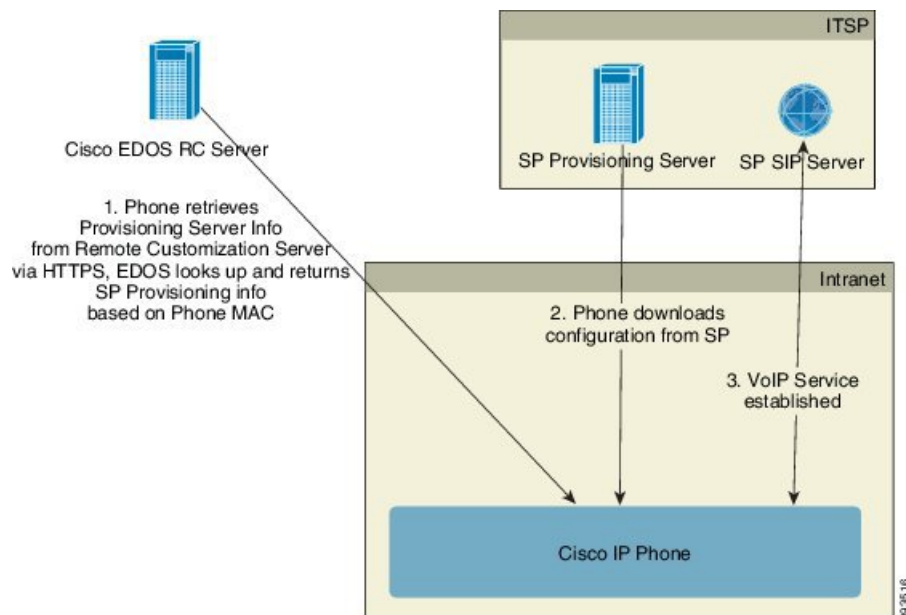 ITSP
Cisco EDOS RC Server
SP Provisioning Server
SP SIP Server
1. Phone retrieves
Provisioning Server Info
from Remote Customization Server
via HTTPS, EDOS looks up and returns
SP Provisioning info
based on Phone MAC
Intranet
2. Phone downloads
configuration from SP
3. VoIP Service
established
Cisco IP Phone